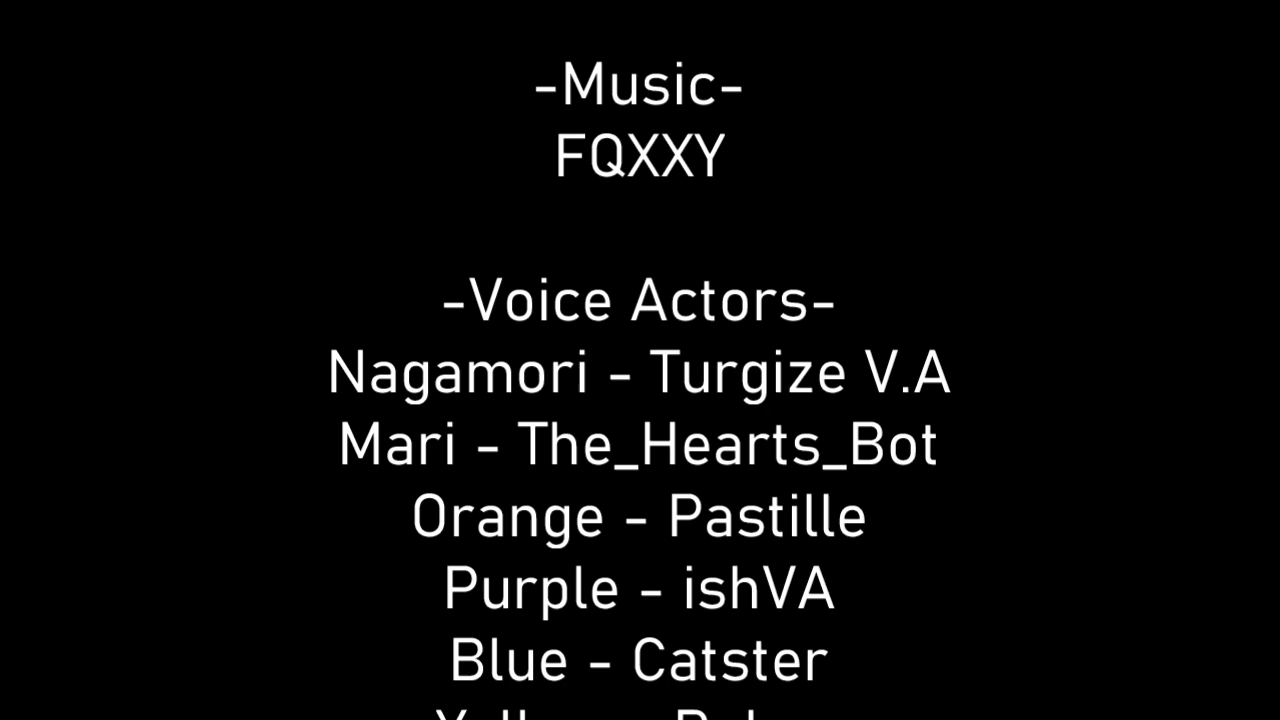 -Music-
FQXXY
-Voice Actors-
Nagamori - Turgize V.A
Mari - The_Hearts_Bot
Orange - Pastille
Purple - ishVA
Blue - Catster